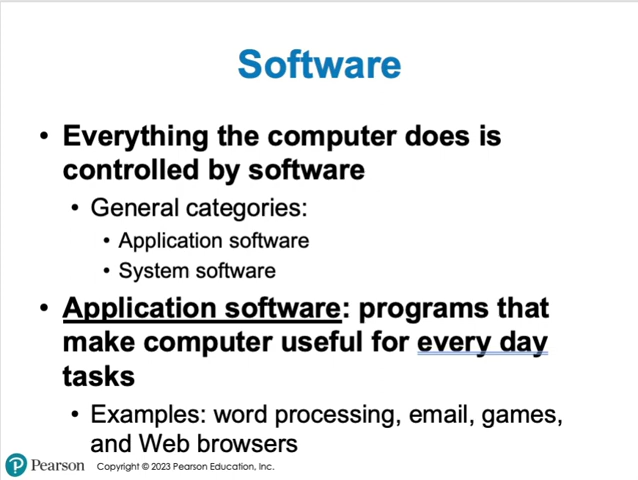 Software
• Everything the computer does is
controlled by software
• General categories:
• Application software
• System software
• Application software: programs that
make computer useful for every day
tasks
• Examples: word processing, email, games,
and Web browsers
P Pearson Copyright © 2023 Pearson Education, Inc.